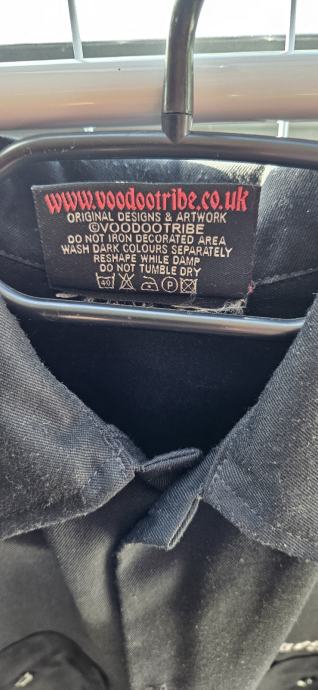 www.voodootribe.co.uk
ORIGINAL DESIGNS & ARTWORK
©VOODOOTRIBE
DO NOT IRON DECORATED AREA
WASH DARK COLOURS SEPARATELY
RESHAPE WHILE DAMP
DO NOT TUMBLE DRY
40 P